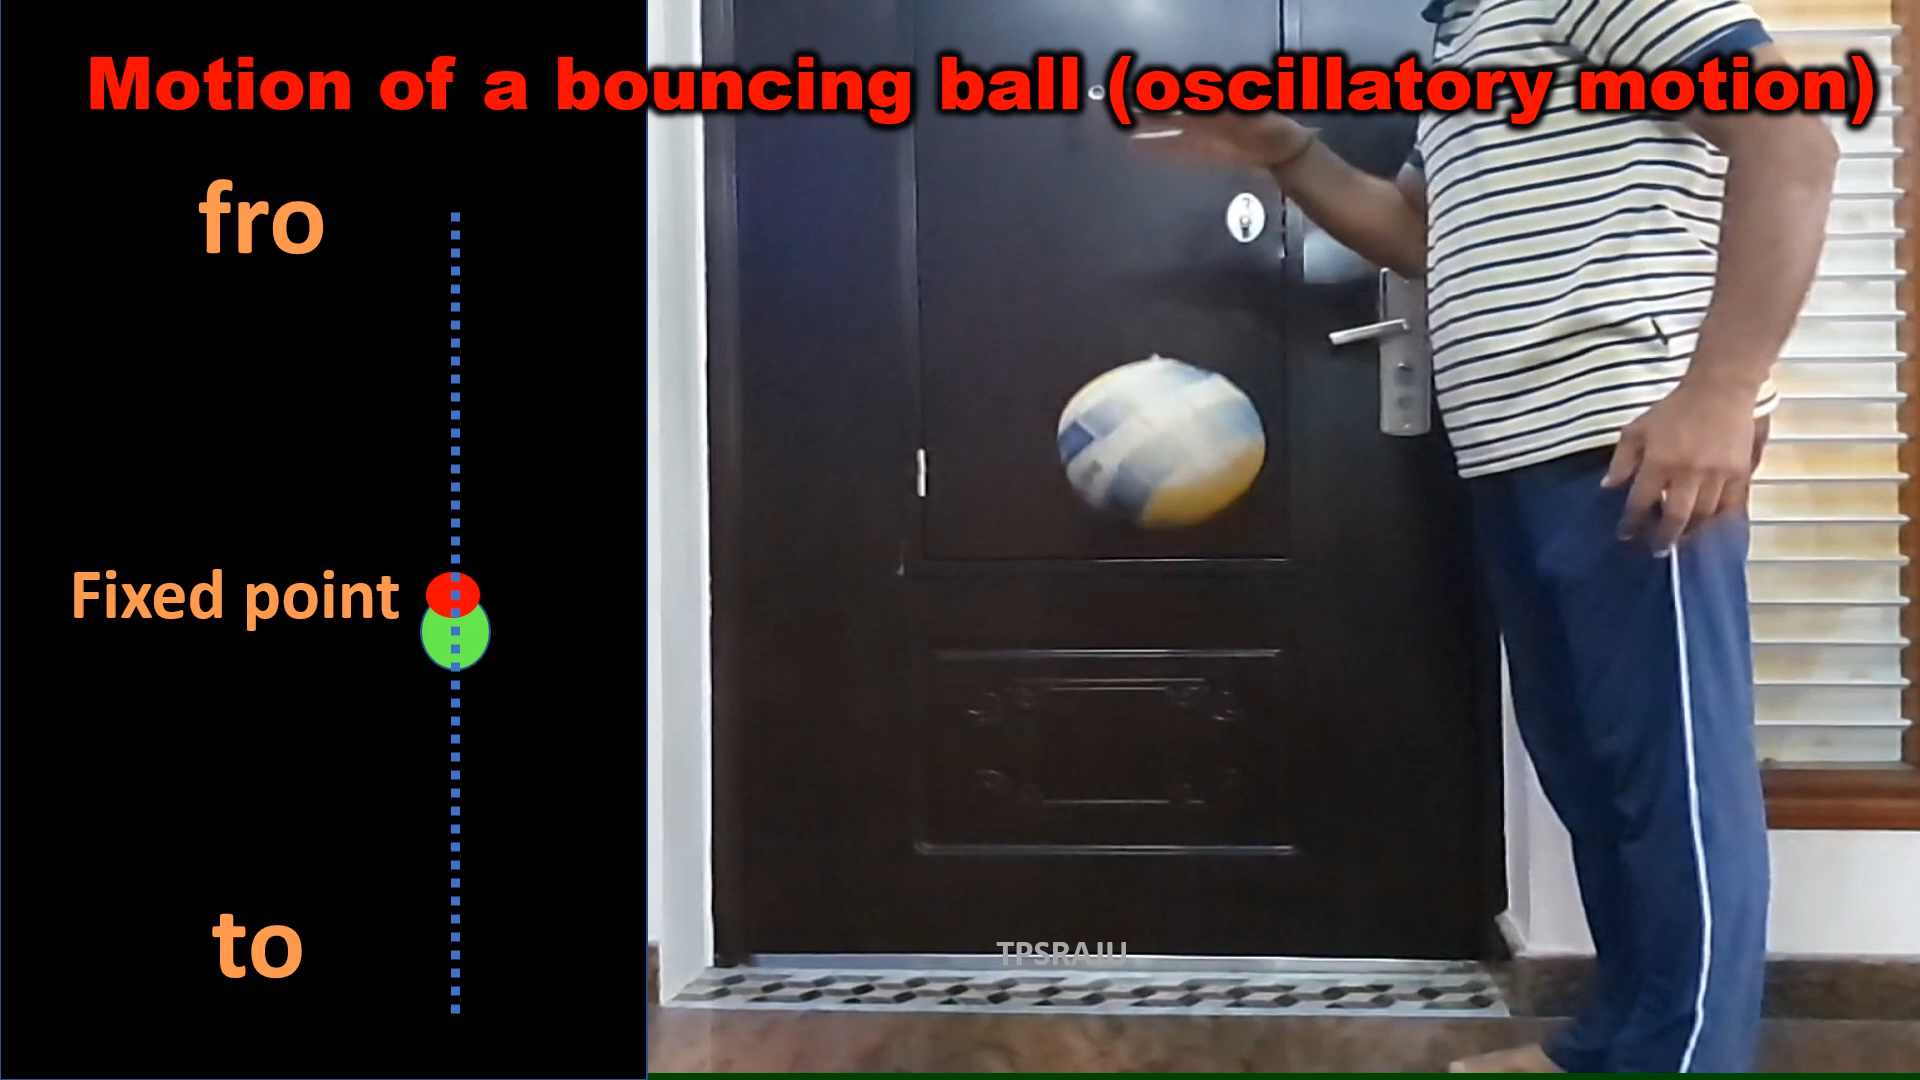 Motion of a bouncing ball (oscillatory motion)
fro
Fixed point
to
TPSRAJU